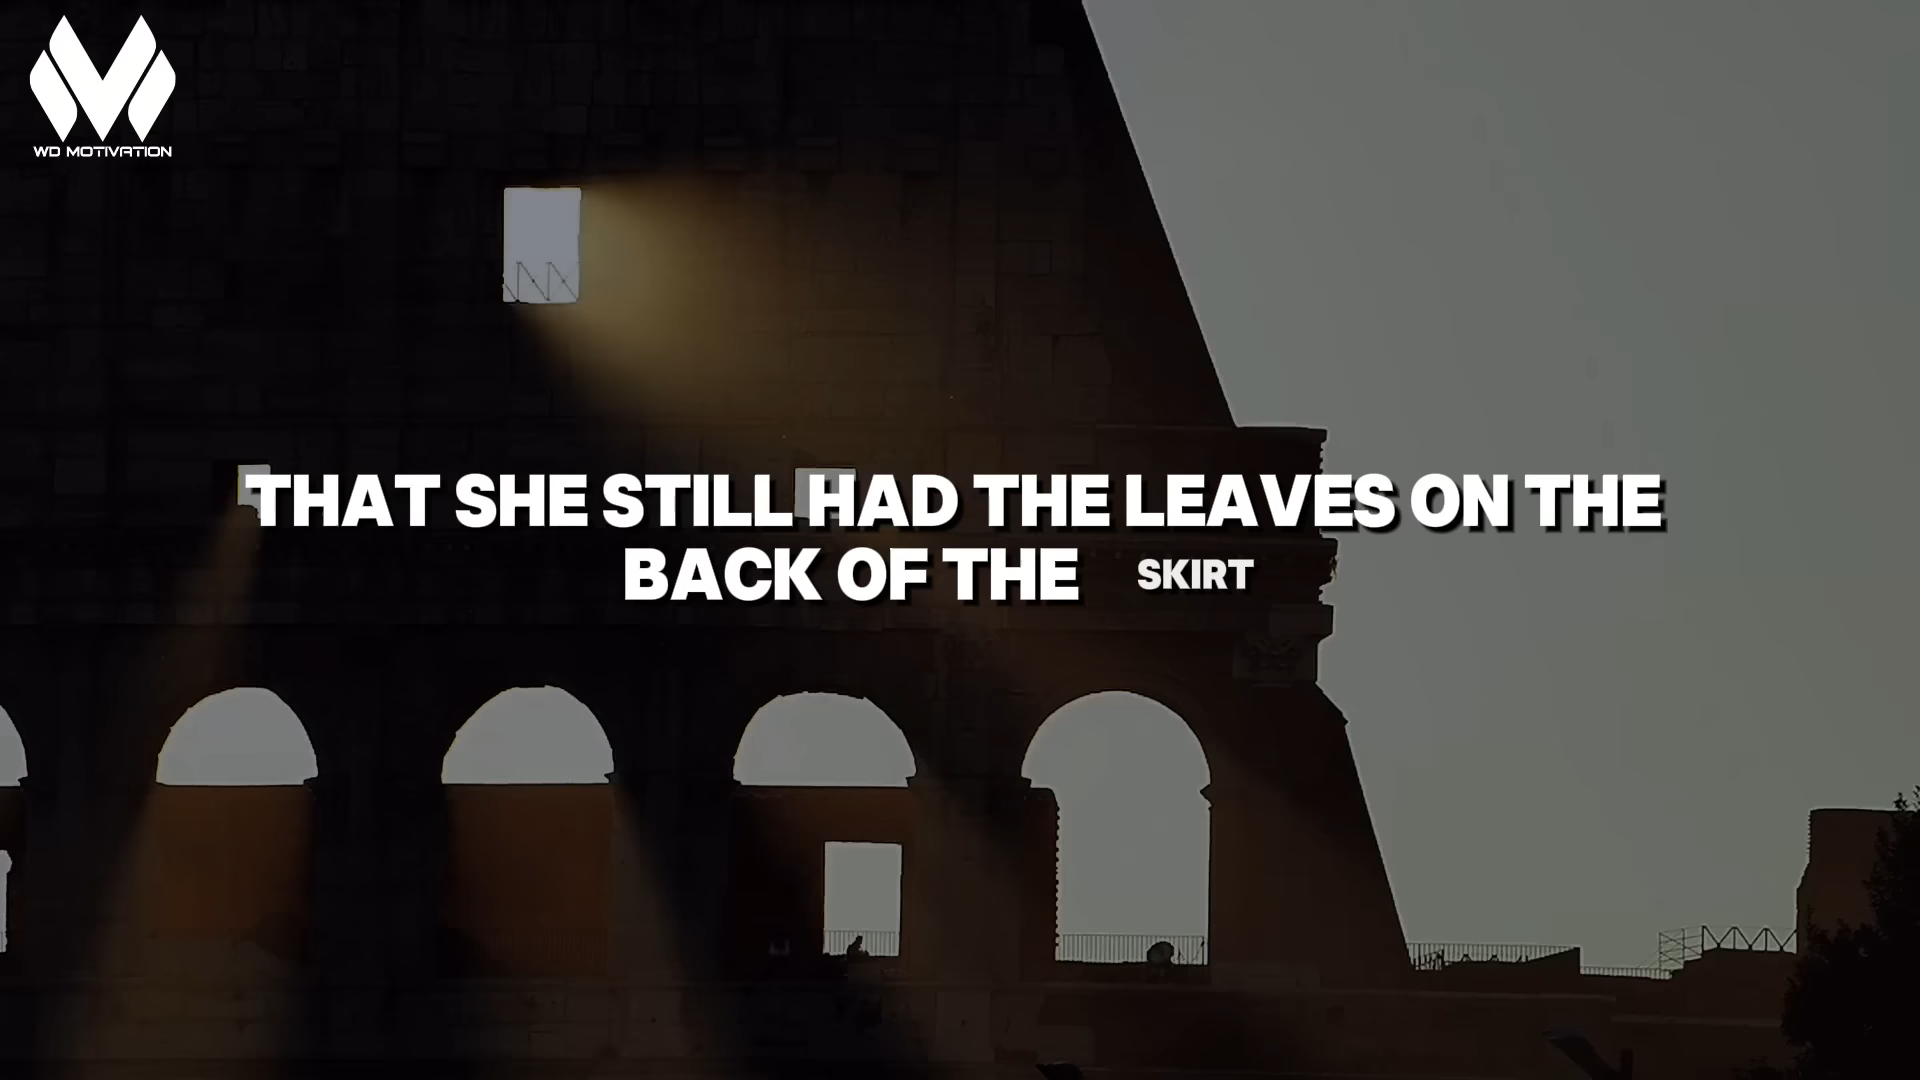 WD MOTIVATION
THAT SHE STILL HAD THE LEAVES ON THE
BACK OF THE SKIRT